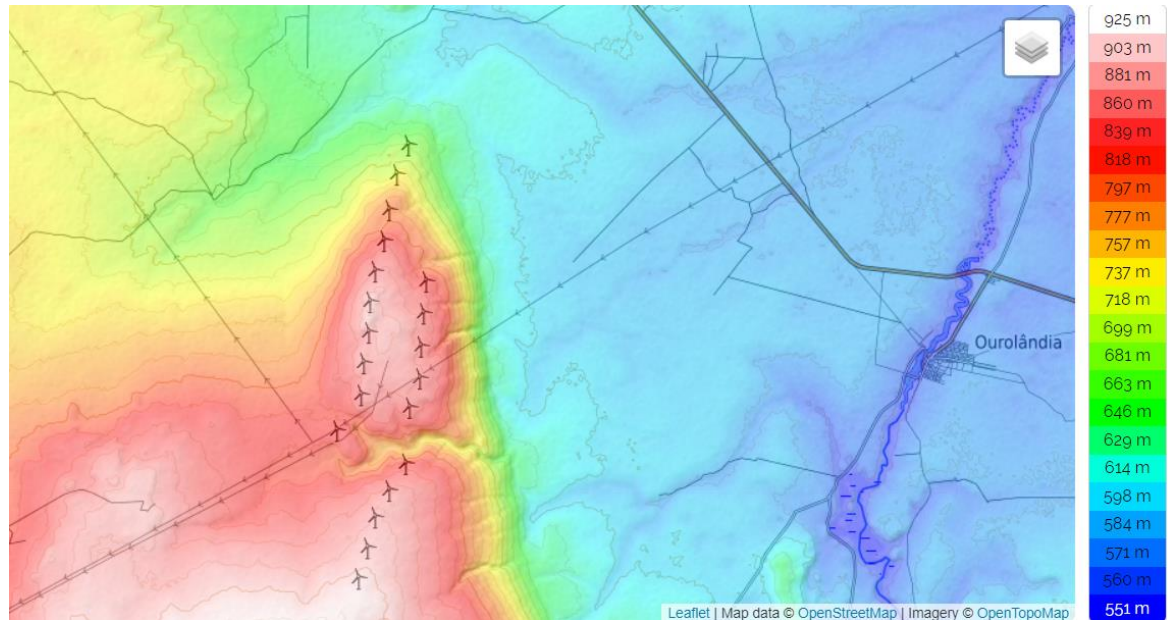 925 m
903 m
881 m
860 m
839 m
818 m
797 m
777 m
757 m
737 m
718 m
699 m
681 m
663 m
646 m
629 m
614 m
598 m
584 m
571 m
560 m
551 m
Ourolândia
Leaflet | Map data © OpenStreetMap | Imagery © OpenTopoMap